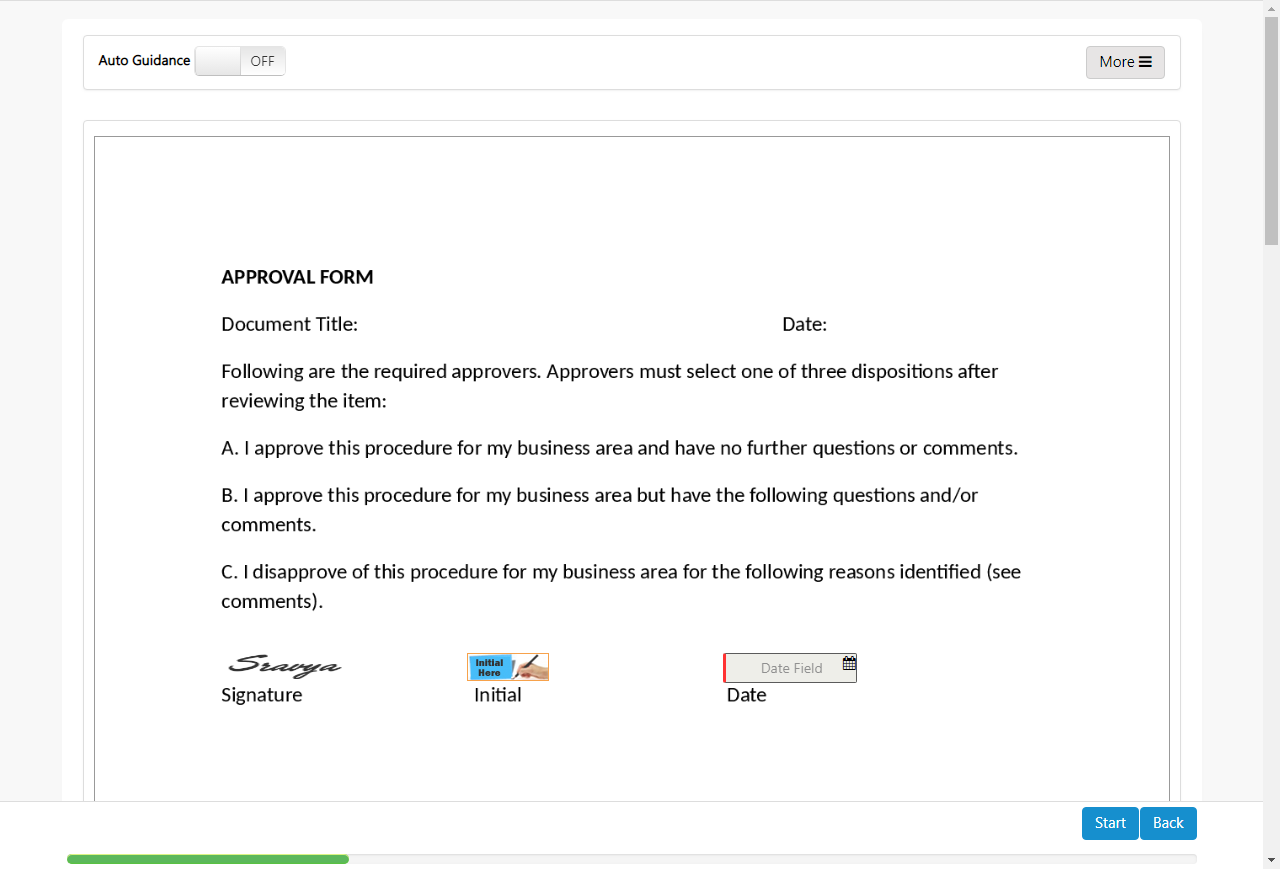 Auto Guidance OFF More
APPROVAL FORM
Document Title: Date:
Following are the required approvers. Approvers must select one of three dispositions after
reviewing the item:
A. I approve this procedure for my business area and have no further questions or comments.
B. I approve this procedure for my business area but have the following questions and/or
comments.
C. I disapprove of this procedure for my business area for the following reasons identified (see
comments).
Sravya Initial Here Date Field
Signature Initial Date
Start Back